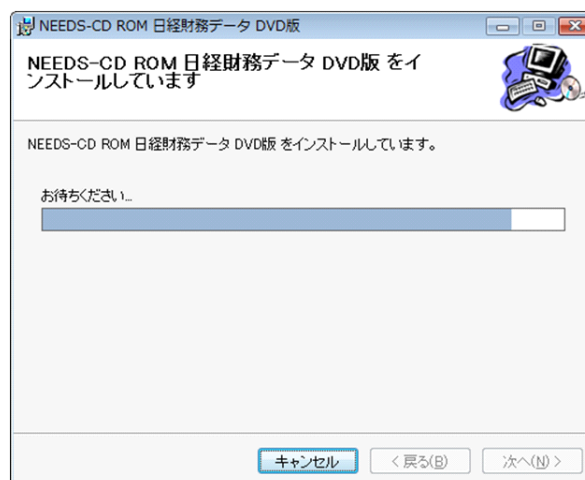 NEEDS-CD ROM 日経財務データ DVD版
NEEDS-CD ROM 日経財務データ DVD版 をイ
ンストールしています
NEEDS-CD ROM 日経財務データ DVD版 をインストールしています。
お待ちください...
キャンセル
< 戻る(B)
次へ(N) >